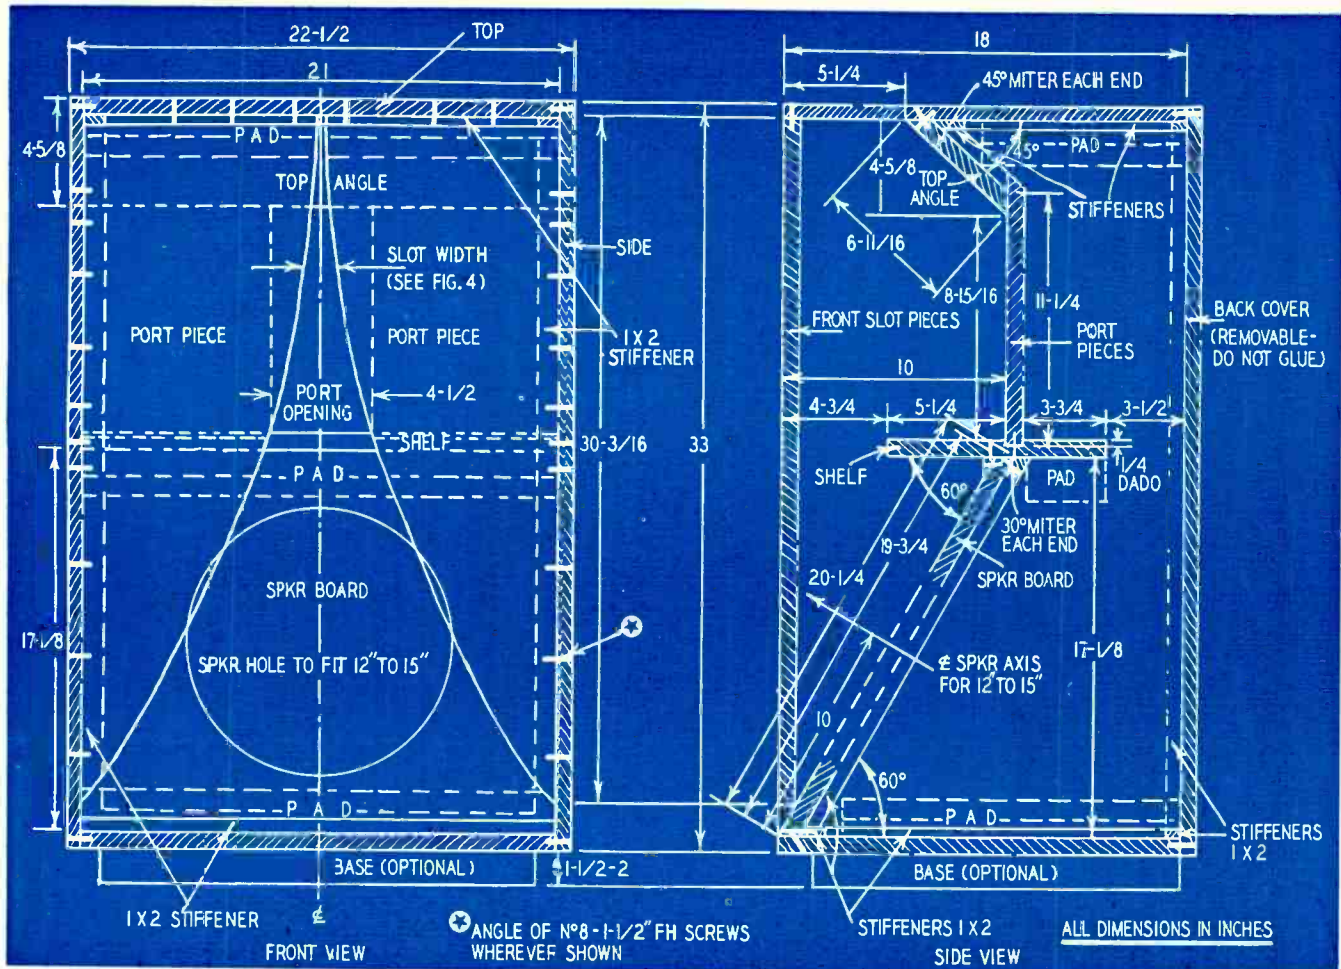 22-1/2
TOP
21
PAD
4-5/8
TOP ANGLE
SLOT WIDTH
(SEE FIG. 4)
SIDE
PORT PIECE
PORT PIECE
1 X 2
STIFFENER
PORT
OPENING
4-1/2
SHELF
30-3/16
33
PAD
SPKR BOARD
17-1/8
SPKR HOLE TO FIT 12" TO 15"
PAD
BASE (OPTIONAL)
1-1/2-2
1 X 2 STIFFENER
ANGLE OF Nº8-1-1/2" FH SCREWS
WHEREVER SHOWN
FRONT VIEW
18
5-1/4
45° MITER EACH END
45°
PAD
4-5/8
TOP
ANGLE
STIFFENERS
6-11/16
8-15/16
11-1/4
FRONT SLOT PIECES
PORT
PIECES
BACK COVER
(REMOVABLE-
DO NOT GLUE)
10
4-3/4
5-1/4
3-3/4
3-1/2
SHELF
PAD
1/4
DADO
60°
30° MITER
EACH END
19-3/4
SPKR BOARD
20-1/4
17-1/8
℄ SPKR AXIS
FOR 12" TO 15"
10
60°
PAD
STIFFENERS
1 X 2
BASE (OPTIONAL)
STIFFENERS 1 X 2
SIDE VIEW
ALL DIMENSIONS IN INCHES